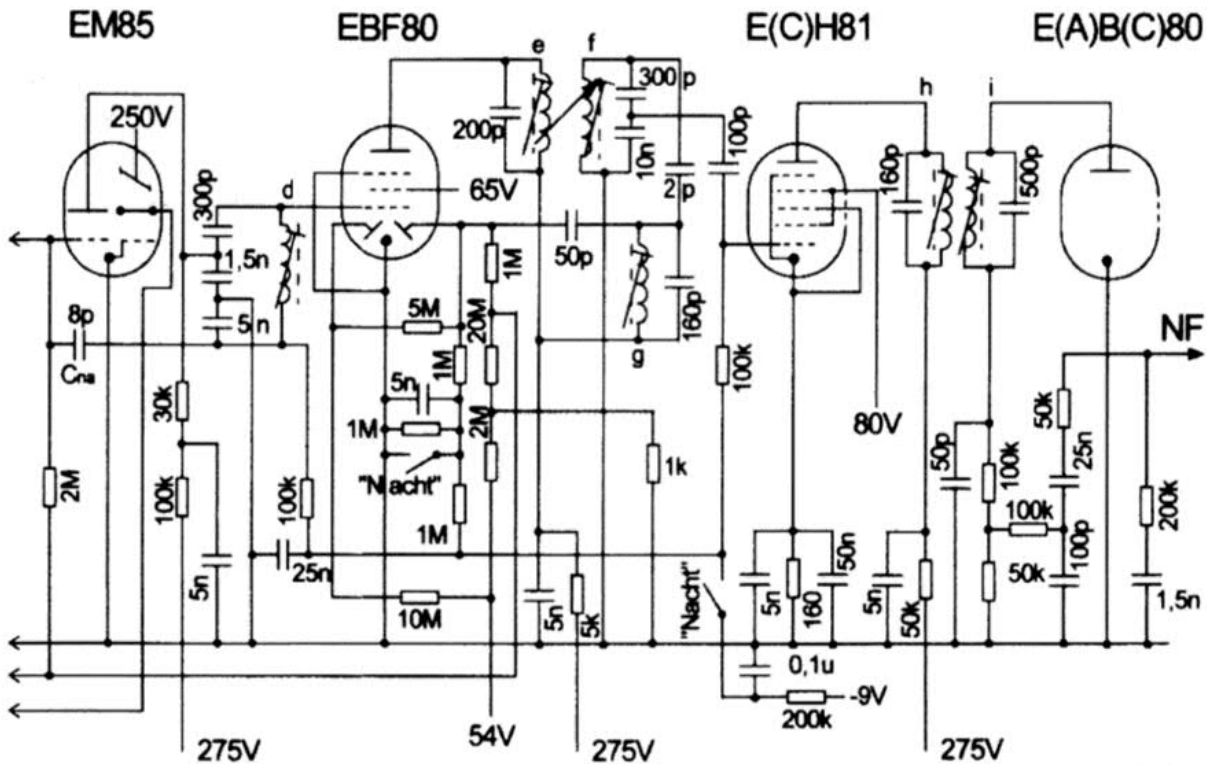 EM85
EBF80
E(C)H81
E(A)B(C)80
e
f
h
i
250V
300p
200p
300p
10n
2p
100p
160p
500p
d
65V
1,5n
5n
8p
Cna
50p
1M
5M
20M
1M
160p
g
5n
2M
1M
"Nacht"
1M
1k
100k
80V
NF
30k
100k
2M
5n
100k
25n
10M
5n
5k
"Nacht"
5n
160
50n
5n
50k
50p
100k
100k
50k
50k
25n
100p
200k
1,5n
0,1u
-9V
200k
275V
54V
275V
275V